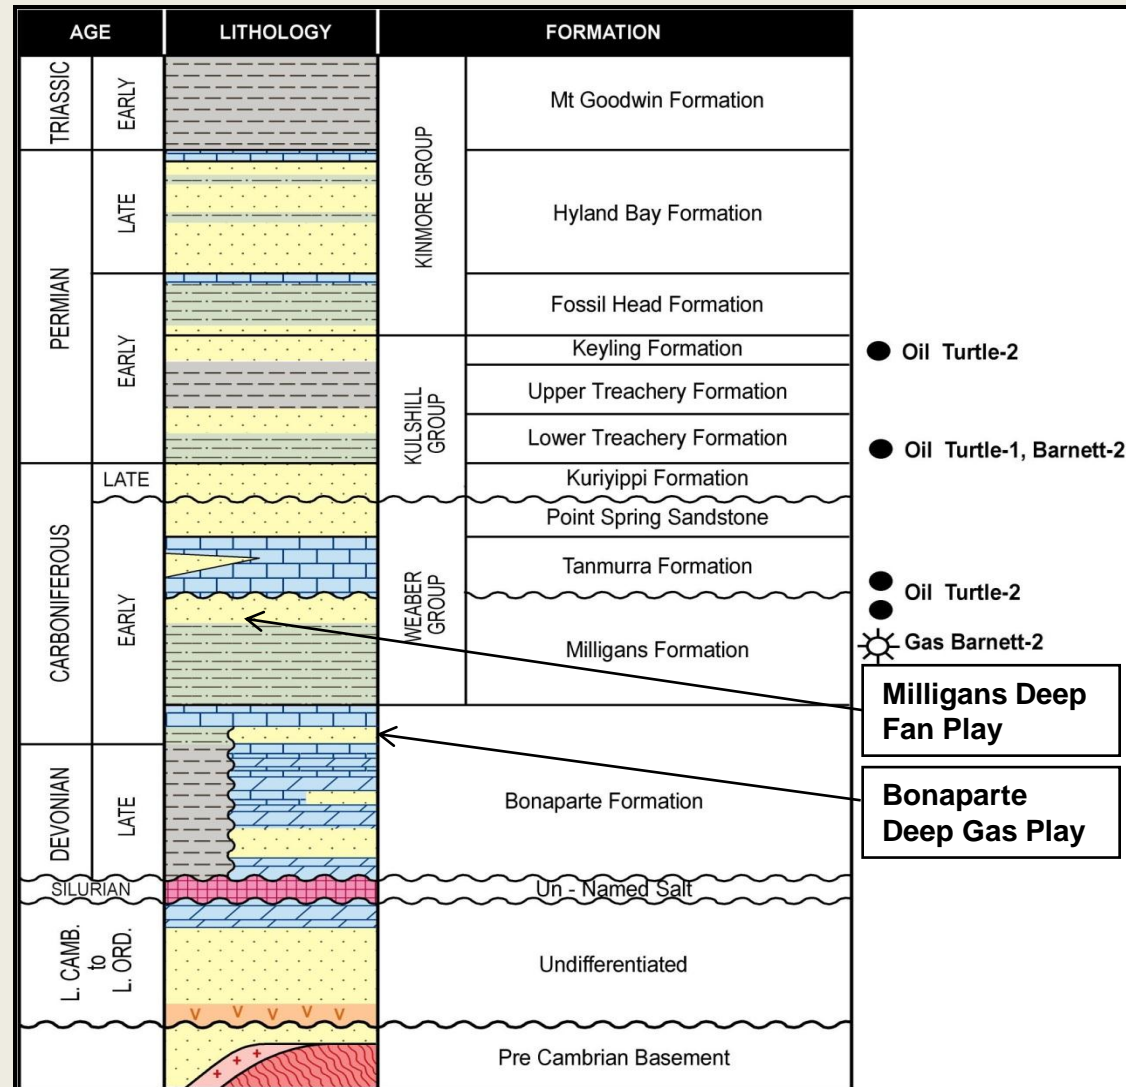 AGE LITHOLOGY FORMATION
TRIASSIC
EARLY
Mt Goodwin Formation
KINMORE GROUP
PERMIAN
LATE
Hyland Bay Formation
EARLY
Fossil Head Formation
KULSHILL
GROUP
Keyling Formation
Oil Turtle-2
Upper Treachery Formation
Lower Treachery Formation
Oil Turtle-1, Barnett-2
CARBONIFEROUS
LATE
Kuriyippi Formation
EARLY
WEABER
GROUP
Point Spring Sandstone
Tanmurra Formation
Oil Turtle-2
Milligans Formation
Gas Barnett-2
Milligans Deep
Fan Play
DEVONIAN
LATE
Bonaparte Formation
Bonaparte
Deep Gas Play
SILURIAN
Un - Named Salt
L. CAMB.
to
L. ORD.
Undifferentiated
V V V V V
Pre Cambrian Basement